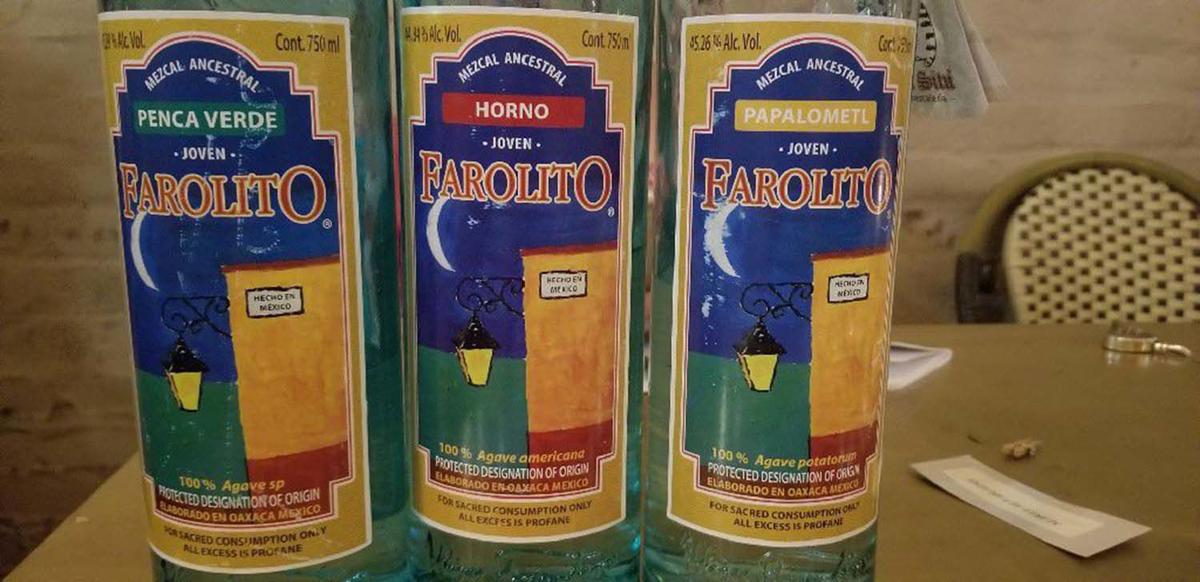 % Alc. Vol.
Cont. 750 ml
MEZCAL ANCESTRAL
PENCA VERDE
· JOVEN ·
FAROLITO®
HECHO EN
MÉXICO
100% Agave sp
PROTECTED DESIGNATION OF ORIGIN
ELABORADO EN OAXACA MEXICO
FOR SACRED CONSUMPTION ONLY
ALL EXCESS IS PROFANE
% Alc. Vol.
Cont. 750 ml
MEZCAL ANCESTRAL
HORNO
· JOVEN ·
FAROLITO®
HECHO EN
MÉXICO
100% Agave americana
PROTECTED DESIGNATION OF ORIGIN
ELABORADO EN OAXACA MEXICO
FOR SACRED CONSUMPTION ONLY
ALL EXCESS IS PROFANE
45.26 % Alc. Vol.
MEZCAL ANCESTRAL
PAPALOMETL
· JOVEN ·
FAROLITO
HECHO EN
MÉXICO
100% Agave potatorum
PROTECTED DESIGNATION OF ORIGIN
ELABORADO EN OAXACA MEXICO
FOR SACRED CONSUMPTION ONLY
ALL EXCESS IS PROFANE